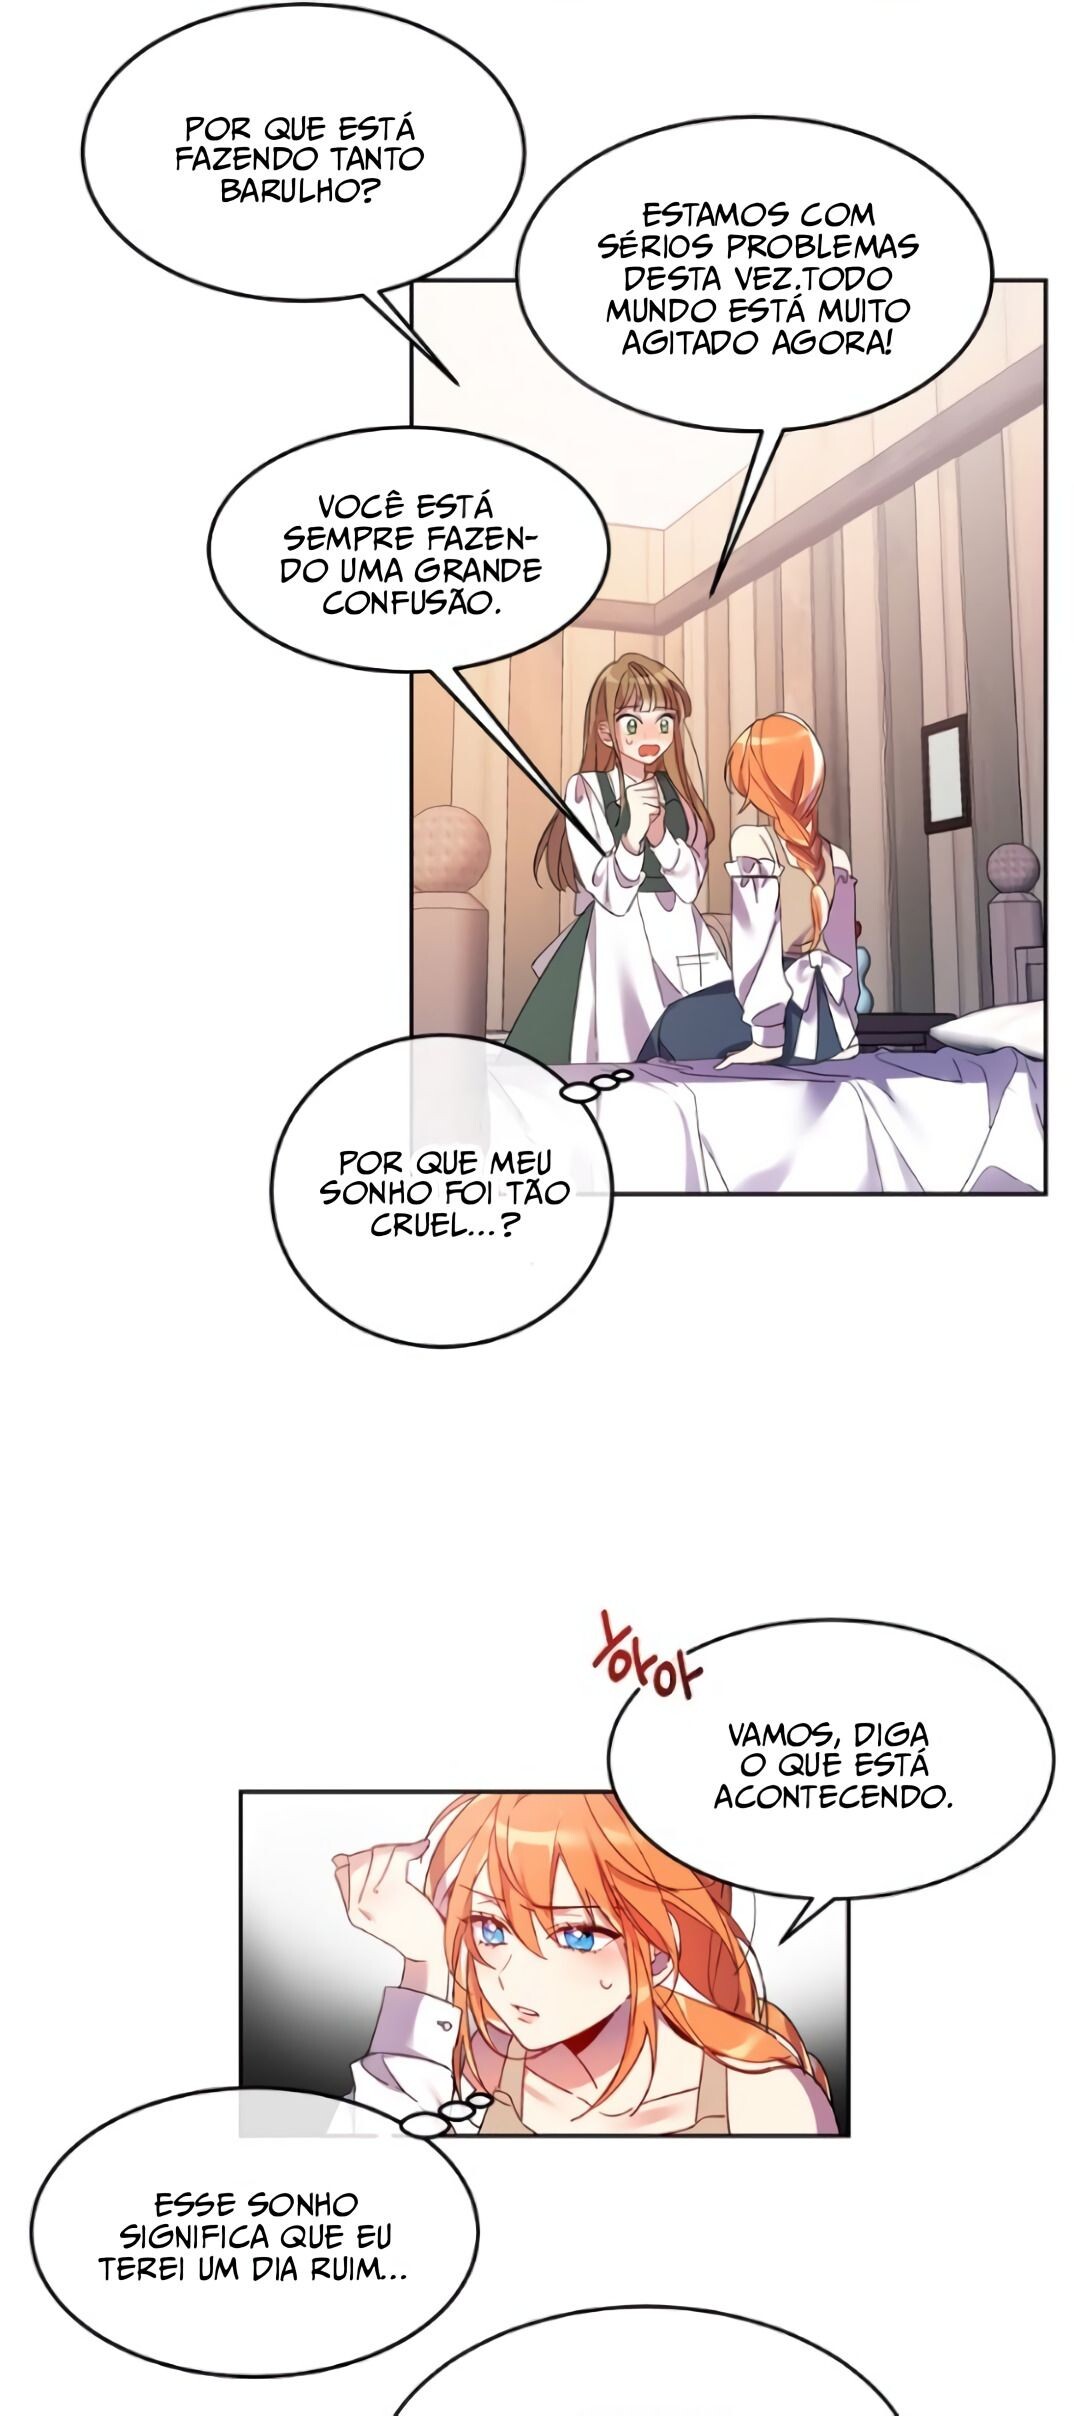 POR QUE ESTÁ
FAZENDO TANTO
BARULHO?
ESTAMOS COM
SÉRIOS PROBLEMAS
DESTA VEZ.TODO
MUNDO ESTÁ MUITO
AGITADO AGORA!
VOCÊ ESTÁ
SEMPRE FAZEN-
DO UMA GRANDE
CONFUSÃO.
POR QUE MEU
SONHO FOI TÃO
CRUEL...?
VAMOS, DIGA
O QUE ESTÁ
ACONTECENDO.
ESSE SONHO
SIGNIFICA QUE EU
TEREI UM DIA RUIM...